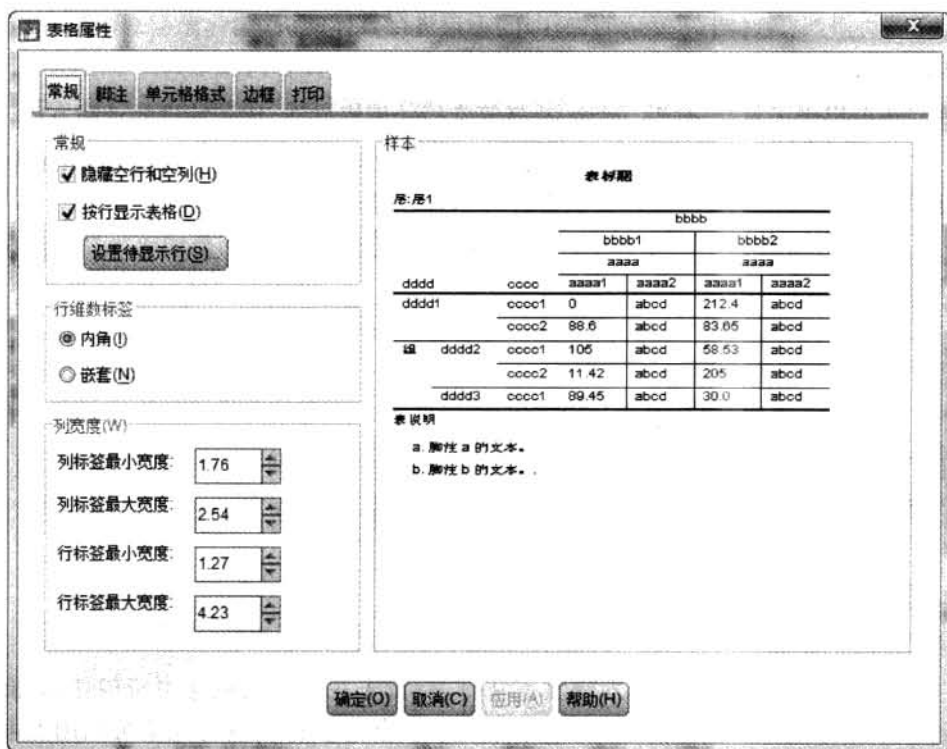 表格属性
常规 脚注 单元格格式 边框 打印
常规
隐藏空行和空列(H)
按行显示表格(D)
设置待显示行(S)...
行维数标签
内角(I)
嵌套(N)
列宽度(W)
列标签最小宽度: 1.76
列标签最大宽度: 2.54
行标签最小宽度: 1.27
行标签最大宽度: 4.23
样本
表标题
层:层1
bbbb
bbbb1 bbbb2
aaaa aaaa
dddd cccc aaaa1 aaaa2 aaaa1 aaaa2
dddd1 cccc1 0 abcd 212.4 abcd
cccc2 88.6 abcd 83.65 abcd
组 dddd2 cccc1 105 abcd 58.53 abcd
cccc2 11.42 abcd 205 abcd
dddd3 cccc1 89.45 abcd 30.0 abcd
表说明
a. 脚注 a 的文本。
b. 脚注 b 的文本。
确定(O) 取消(C) 应用(A) 帮助(H)